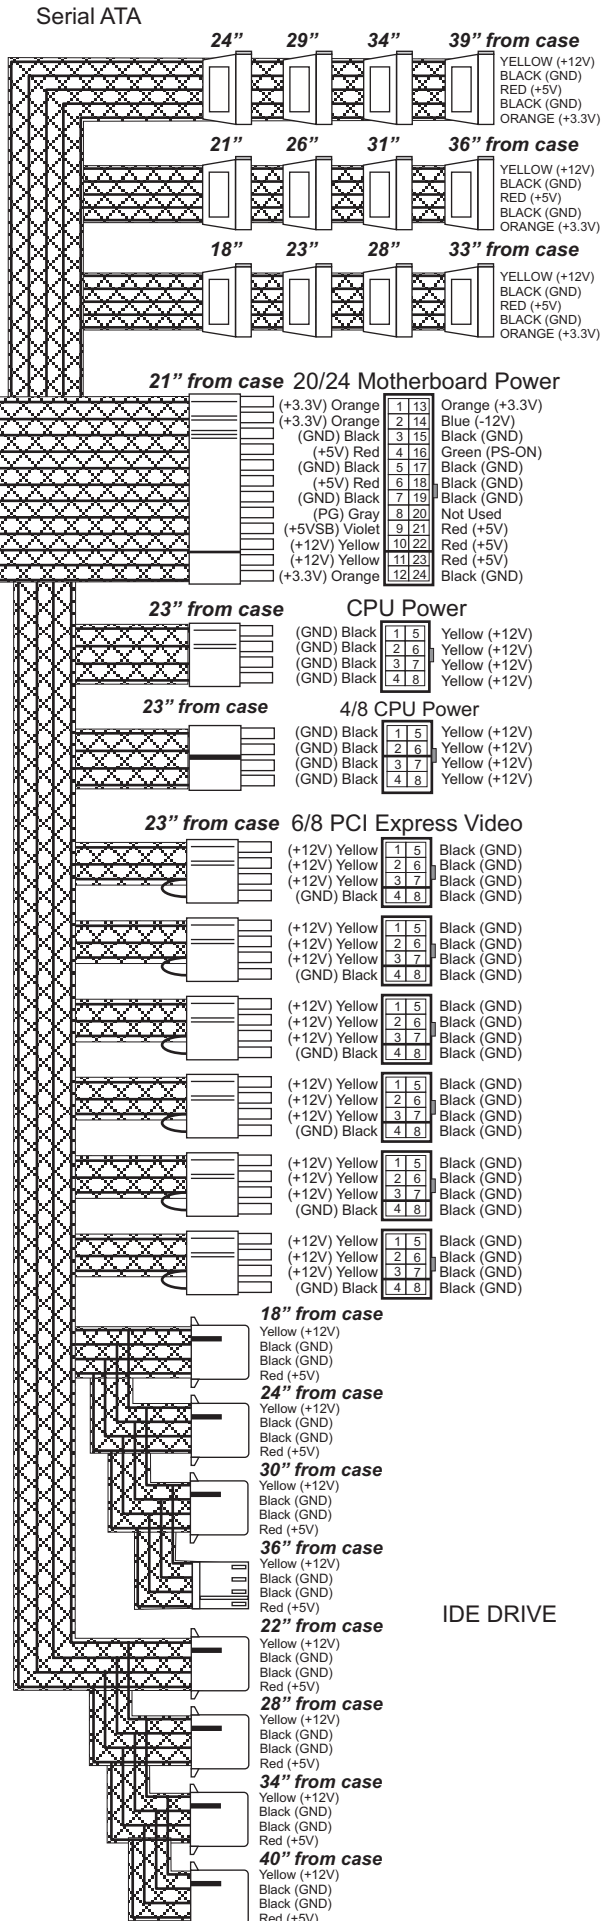 Serial ATA
24” 29” 34” 39” from case
YELLOW (+12V)
BLACK (GND)
RED (+5V)
BLACK (GND)
ORANGE (+3.3V)
21” 26” 31” 36” from case
YELLOW (+12V)
BLACK (GND)
RED (+5V)
BLACK (GND)
ORANGE (+3.3V)
18” 23” 28” 33” from case
YELLOW (+12V)
BLACK (GND)
RED (+5V)
BLACK (GND)
ORANGE (+3.3V)
21” from case 20/24 Motherboard Power
(+3.3V) Orange 1 13 Orange (+3.3V)
(+3.3V) Orange 2 14 Blue (-12V)
(GND) Black 3 15 Black (GND)
(+5V) Red 4 16 Green (PS-ON)
(GND) Black 5 17 Black (GND)
(+5V) Red 6 18 Black (GND)
(GND) Black 7 19 Black (GND)
(PG) Gray 8 20 Not Used
(+5VSB) Violet 9 21 Red (+5V)
(+12V) Yellow 10 22 Red (+5V)
(+12V) Yellow 11 23 Red (+5V)
(+3.3V) Orange 12 24 Black (GND)
23” from case CPU Power
(GND) Black 1 5 Yellow (+12V)
(GND) Black 2 6 Yellow (+12V)
(GND) Black 3 7 Yellow (+12V)
(GND) Black 4 8 Yellow (+12V)
23” from case 4/8 CPU Power
(GND) Black 1 5 Yellow (+12V)
(GND) Black 2 6 Yellow (+12V)
(GND) Black 3 7 Yellow (+12V)
(GND) Black 4 8 Yellow (+12V)
23” from case 6/8 PCI Express Video
(+12V) Yellow 1 5 Black (GND)
(+12V) Yellow 2 6 Black (GND)
(+12V) Yellow 3 7 Black (GND)
(GND) Black 4 8 Black (GND)
(+12V) Yellow 1 5 Black (GND)
(+12V) Yellow 2 6 Black (GND)
(+12V) Yellow 3 7 Black (GND)
(GND) Black 4 8 Black (GND)
(+12V) Yellow 1 5 Black (GND)
(+12V) Yellow 2 6 Black (GND)
(+12V) Yellow 3 7 Black (GND)
(GND) Black 4 8 Black (GND)
(+12V) Yellow 1 5 Black (GND)
(+12V) Yellow 2 6 Black (GND)
(+12V) Yellow 3 7 Black (GND)
(GND) Black 4 8 Black (GND)
(+12V) Yellow 1 5 Black (GND)
(+12V) Yellow 2 6 Black (GND)
(+12V) Yellow 3 7 Black (GND)
(GND) Black 4 8 Black (GND)
(+12V) Yellow 1 5 Black (GND)
(+12V) Yellow 2 6 Black (GND)
(+12V) Yellow 3 7 Black (GND)
(GND) Black 4 8 Black (GND)
18” from case
Yellow (+12V)
Black (GND)
Black (GND)
Red (+5V)
24” from case
Yellow (+12V)
Black (GND)
Black (GND)
Red (+5V)
30” from case
Yellow (+12V)
Black (GND)
Black (GND)
Red (+5V)
36” from case
Yellow (+12V)
Black (GND)
Black (GND)
Red (+5V)
IDE DRIVE
22” from case
Yellow (+12V)
Black (GND)
Black (GND)
Red (+5V)
28” from case
Yellow (+12V)
Black (GND)
Black (GND)
Red (+5V)
34” from case
Yellow (+12V)
Black (GND)
Black (GND)
Red (+5V)
40” from case
Yellow (+12V)
Black (GND)
Black (GND)
Red (+5V)